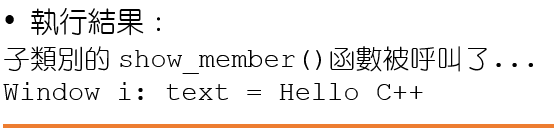 • 執行結果：
子類別的 show_member()函數被呼叫了...
Window i: text = Hello C++